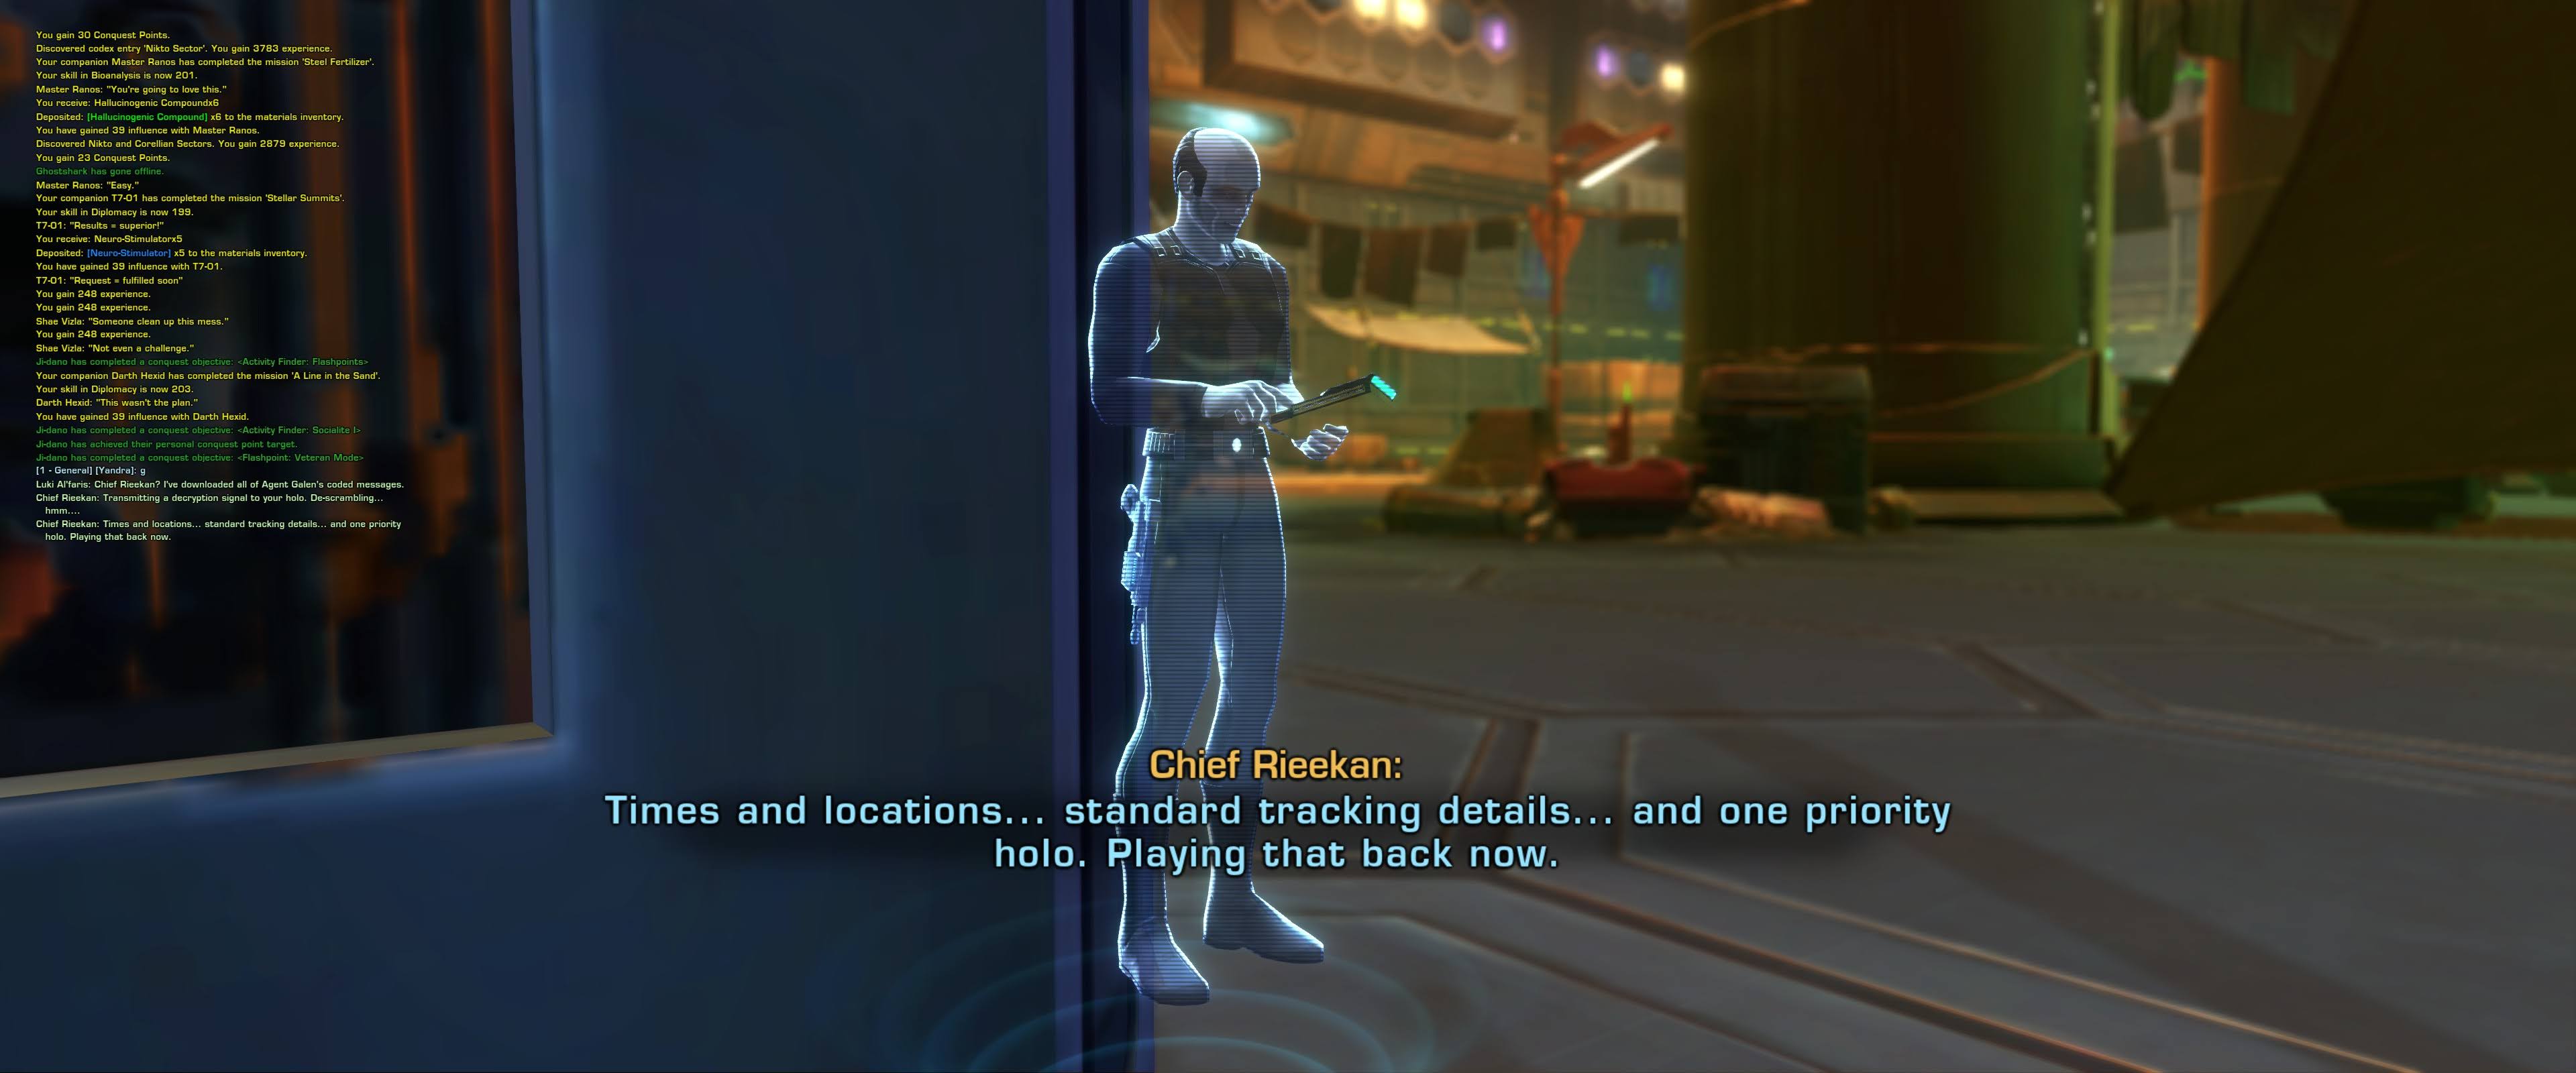 You gain 30 Conquest Points.
Discovered codex entry 'Nikto Sector'. You gain 3783 experience.
Your companion Master Ranos has completed the mission 'Steel Fertilizer'.
Your skill in Bioanalysis is now 201.
Master Ranos: "You're going to love this."
You receive: Hallucinogenic Compoundx6
Deposited: [Hallucinogenic Compound] x6 to the materials inventory.
You have gained 39 influence with Master Ranos.
Discovered Nikto and Corellian Sectors. You gain 2879 experience.
You gain 23 Conquest Points.
Ghostshark has gone offline.
Master Ranos: "Easy."
Your companion T7-01 has completed the mission 'Stellar Summits'.
Your skill in Diplomacy is now 199.
T7-01: "Results = superior!"
You receive: Neuro-Stimulatorx5
Deposited: [Neuro-Stimulator] x5 to the materials inventory.
You have gained 39 influence with T7-01.
T7-01: "Request = fulfilled soon"
You gain 248 experience.
You gain 248 experience.
Shae Vizla: "Someone clean up this mess."
You gain 248 experience.
Shae Vizla: "Not even a challenge."
Ji-dano has completed a conquest objective: <Activity Finder: Flashpoints>
Your companion Darth Hexid has completed the mission 'A Line in the Sand'.
Your skill in Diplomacy is now 203.
Darth Hexid: "This wasn't the plan."
You have gained 39 influence with Darth Hexid.
Ji-dano has completed a conquest objective: <Activity Finder: Socialite I>
Ji-dano has achieved their personal conquest point target.
Ji-dano has completed a conquest objective: <Flashpoint: Veteran Mode>
[1 - General] [Yandra]: g
Luki Al'faris: Chief Rieekan? I've downloaded all of Agent Galen's coded messages.
Chief Rieekan: Transmitting a decryption signal to your holo. De-scrambling...
hmm....
Chief Rieekan: Times and locations... standard tracking details... and one priority
holo. Playing that back now.
Chief Rieekan:
Times and locations... standard tracking details... and one priority
holo. Playing that back now.